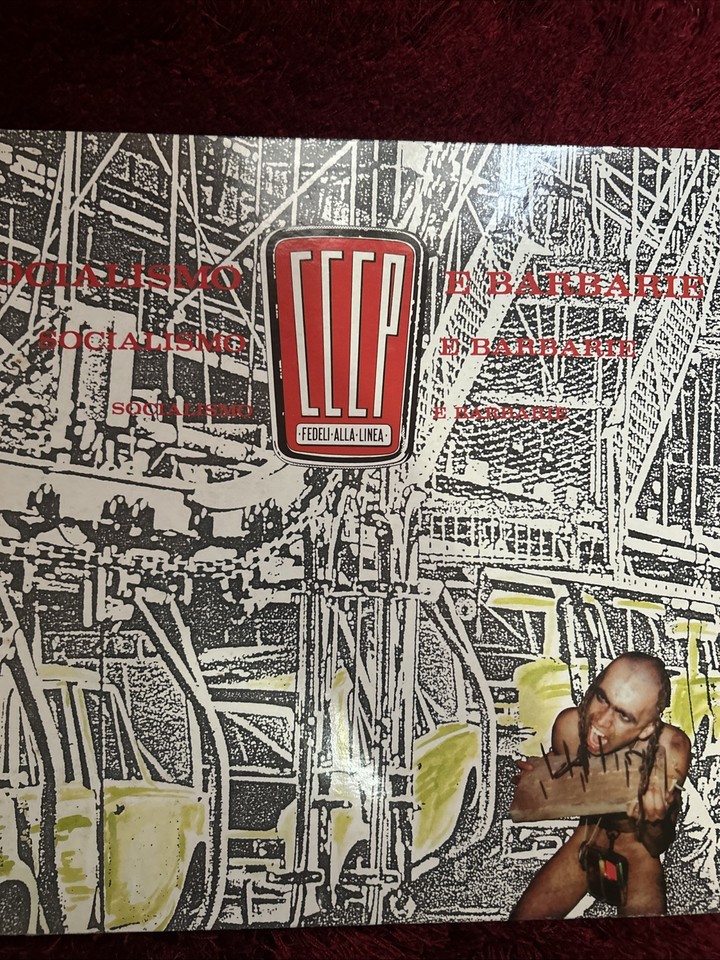 OCIALISMO E BARBARIE
SOCIALISMO E BARBARIE
SOCIALISMO E BARBARIE
CCCP
·FEDELI·ALLA·LINEA·